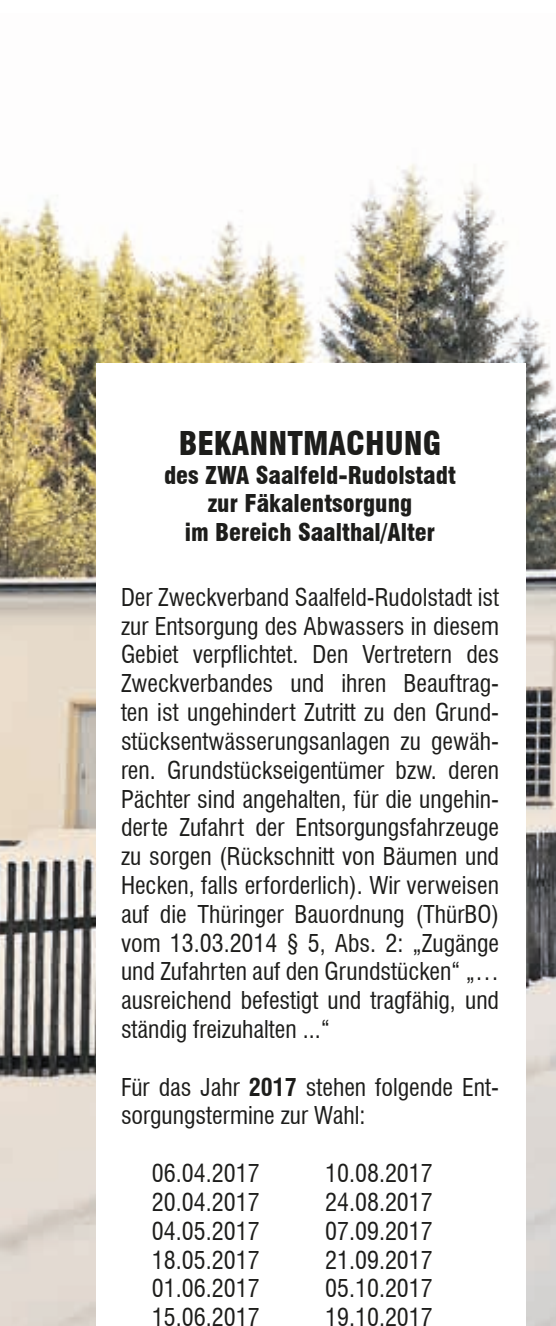 BEKANNTMACHUNG
des ZWA Saalfeld-Rudolstadt
zur Fäkalentsorgung
im Bereich Saalthal/Alter
Der Zweckverband Saalfeld-Rudolstadt ist
zur Entsorgung des Abwassers in diesem
Gebiet verpflichtet. Den Vertretern des
Zweckverbandes und ihren Beauftrag-
ten ist ungehindert Zutritt zu den Grund-
stücksentwässerungsanlagen zu gewäh-
ren. Grundstückseigentümer bzw. deren
Pächter sind angehalten, für die ungehin-
derte Zufahrt der Entsorgungsfahrzeuge
zu sorgen (Rückschnitt von Bäumen und
Hecken, falls erforderlich). Wir verweisen
auf die Thüringer Bauordnung (ThürBO)
vom 13.03.2014 § 5, Abs. 2: „Zugänge
und Zufahrten auf den Grundstücken“ „…
ausreichend befestigt und tragfähig, und
ständig freizuhalten ...“
Für das Jahr 2017 stehen folgende Ent-
sorgungstermine zur Wahl:
06.04.2017 10.08.2017
20.04.2017 24.08.2017
04.05.2017 07.09.2017
18.05.2017 21.09.2017
01.06.2017 05.10.2017
15.06.2017 19.10.2017